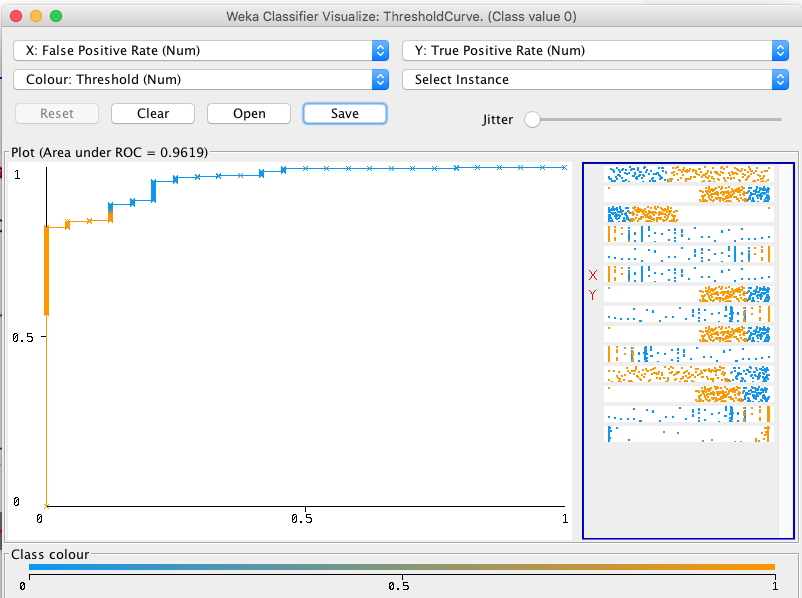 Weka Classifier Visualize: ThresholdCurve. (Class value 0)
X: False Positive Rate (Num) Y: True Positive Rate (Num)
Colour: Threshold (Num) Select Instance
Reset Clear Open Save Jitter
Plot (Area under ROC = 0.9619)
1
0.5
0
0 0.5 1
X
Y
Class colour
0 0.5 1